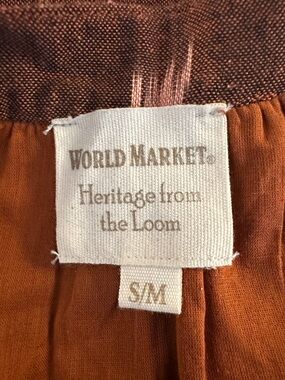 WORLD MARKET®
Heritage from
the Loom
S/M